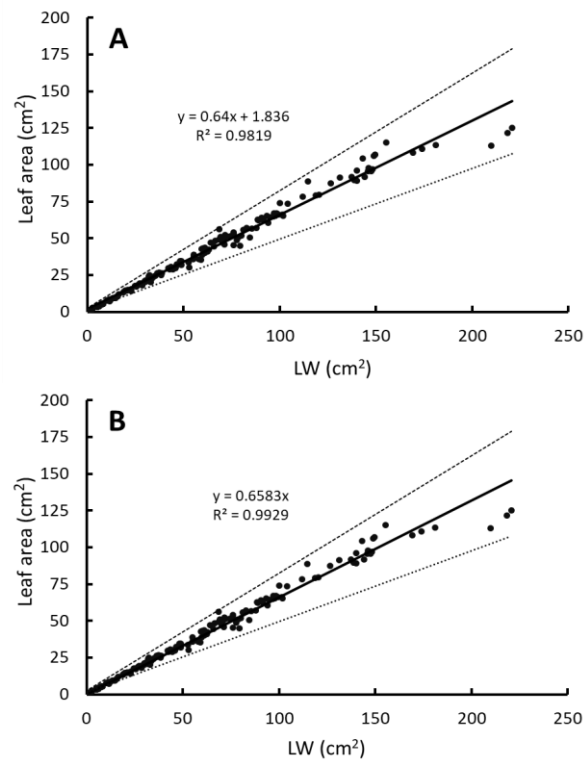 A
200
175
150
125
100
75
50
25
0
Leaf area (cm²)
y = 0.64x + 1.836
R² = 0.9819
0 50 100 150 200 250
LW (cm²)
B
200
175
150
125
100
75
50
25
0
Leaf area (cm²)
y = 0.6583x
R² = 0.9929
0 50 100 150 200 250
LW (cm²)